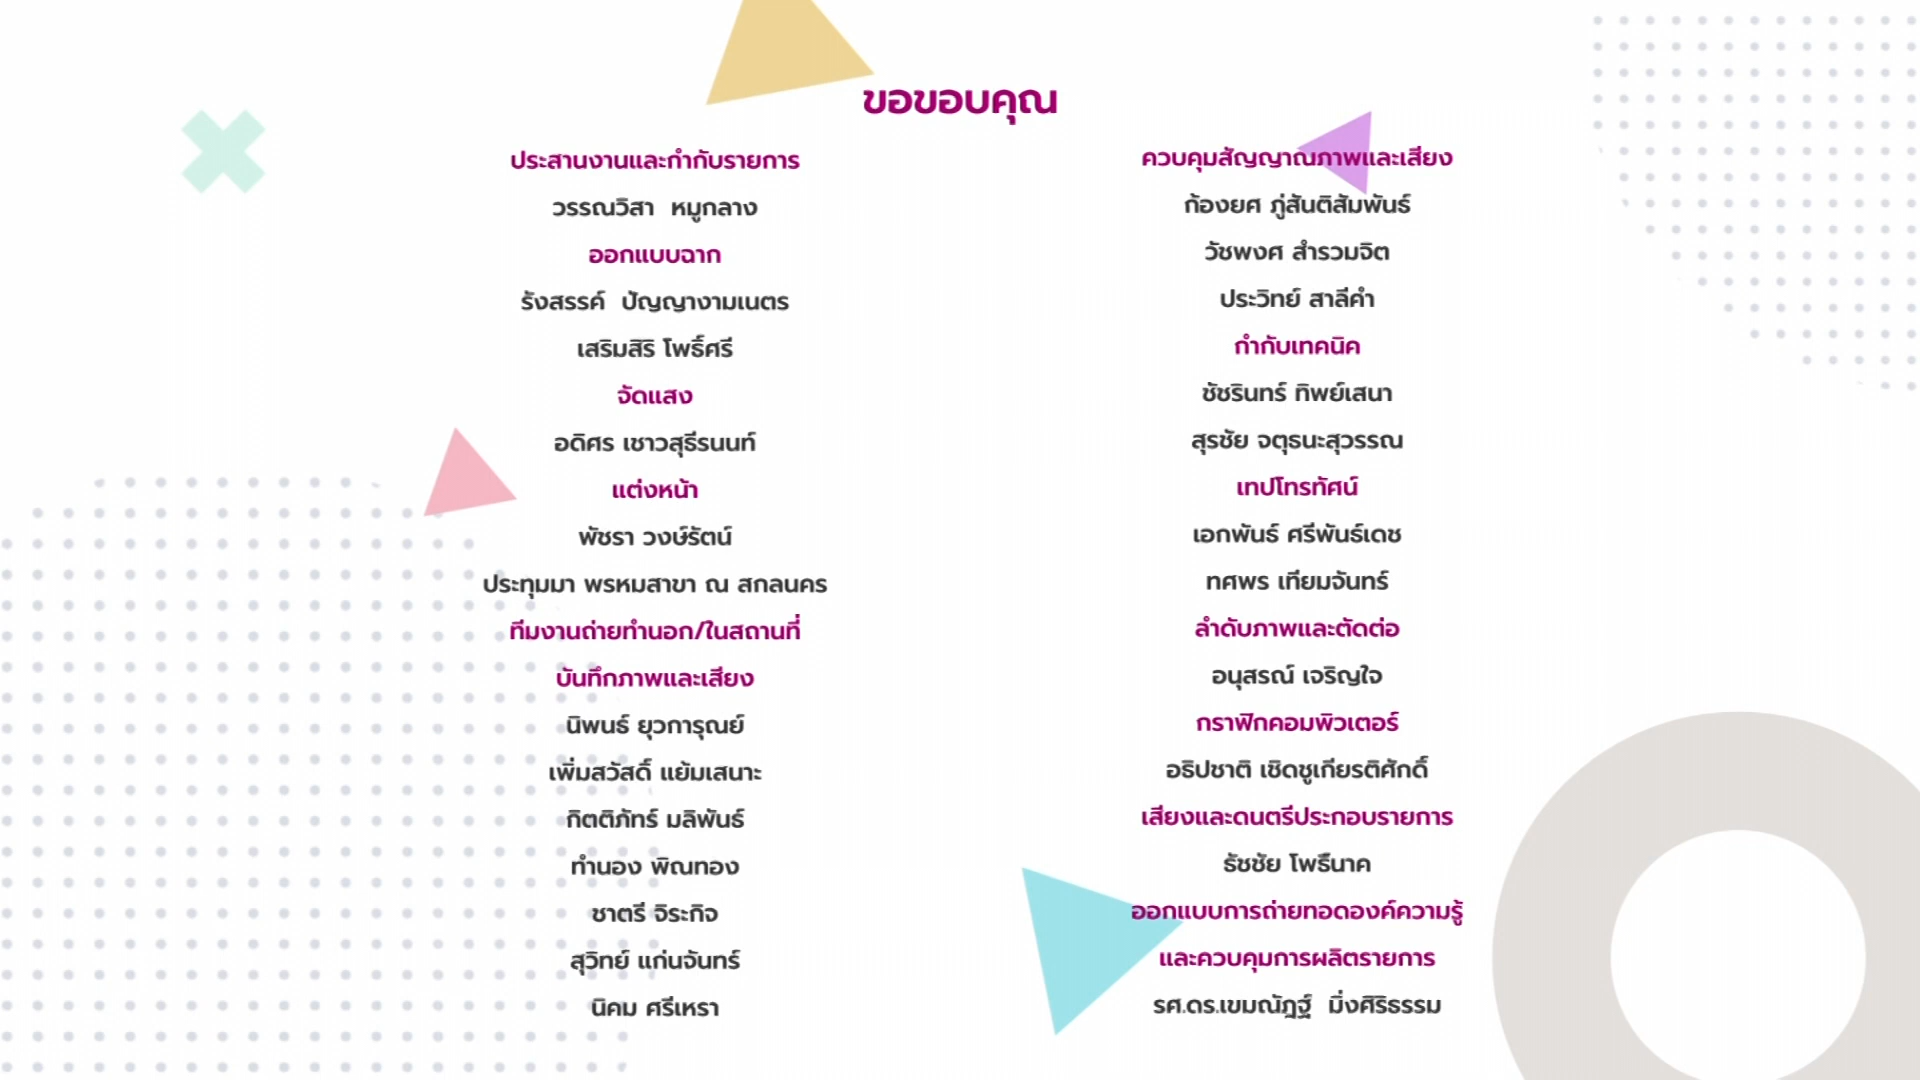 ขอขอบคุณ
ประสานงานและกำกับรายการ
วรรณวิสา  หมูกลาง
ออกแบบฉาก
รังสรรค์  ปัญญางามเนตร
เสริมสิริ โพธิ์ศรี
จัดแสง
อดิศร เชาวสุธีรนนท์
แต่งหน้า
พัชรา วงษ์รัตน์
ประทุมมา พรหมสาขา ณ สกลนคร
ทีมงานถ่ายทำนอก/ในสถานที่
บันทึกภาพและเสียง
นิพนธ์ ยุวการุณย์
เพิ่มสวัสดิ์ แย้มเสนาะ
กิตติภัทร์ มลิพันธ์
ทำนอง พิณทอง
ชาตรี จิระกิจ
สุวิทย์ แก่นจันทร์
นิคม ศรีเหรา
ควบคุมสัญญาณภาพและเสียง
ก้องยศ ภู่สันติสัมพันธ์
วัชพงศ สำรวมจิต
ประวิทย์ สาลีคำ
กำกับเทคนิค
ชัชรินทร์ ทิพย์เสนา
สุรชัย จตุธนะสุวรรณ
เทปโทรทัศน์
เอกพันธ์ ศรีพันธ์เดช
ทศพร เทียมจันทร์
ลำดับภาพและตัดต่อ
อนุสรณ์ เจริญใจ
กราฟิกคอมพิวเตอร์
อธิปชาติ เชิดชูเกียรติศักดิ์
เสียงและดนตรีประกอบรายการ
ธัชชัย โพธิ์นาค
ออกแบบการถ่ายทอดองค์ความรู้
และควบคุมการผลิตรายการ
รศ.ดร.เขมณัฏฐ์  มิ่งศิริธรรม